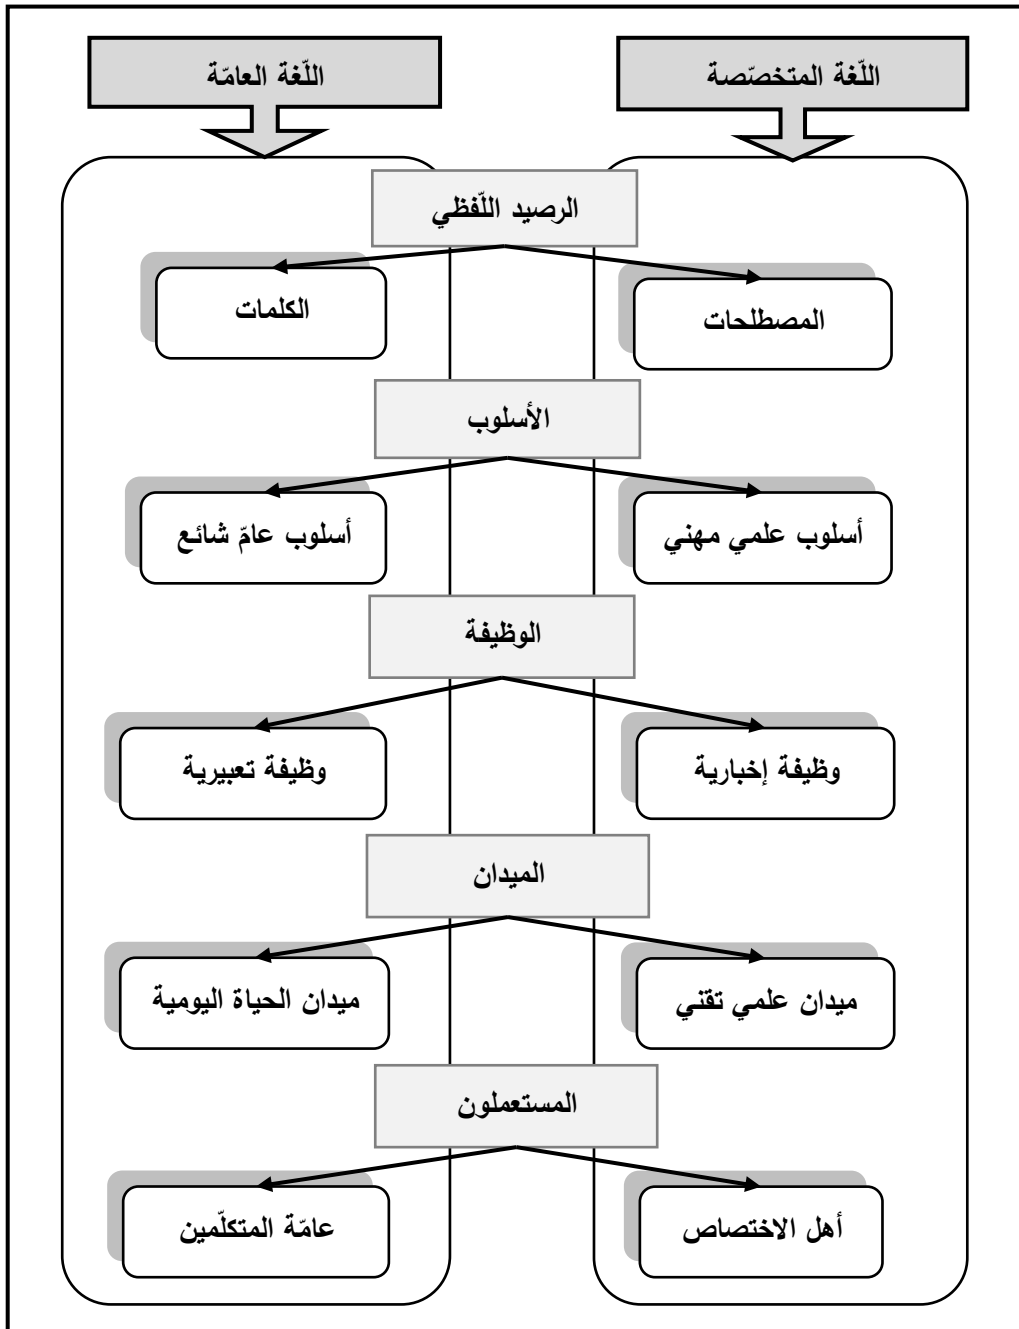 اللّغة المتخصّصة
اللّغة العامّة
الرصيد اللّفظي
المصطلحات
الكلمات
الأسلوب
أسلوب علمي مهني
أسلوب عامّ شائع
الوظيفة
وظيفة إخبارية
وظيفة تعبيرية
الميدان
ميدان علمي تقني
ميدان الحياة اليومية
المستعملون
أهل الاختصاص
عامّة المتكلّمين